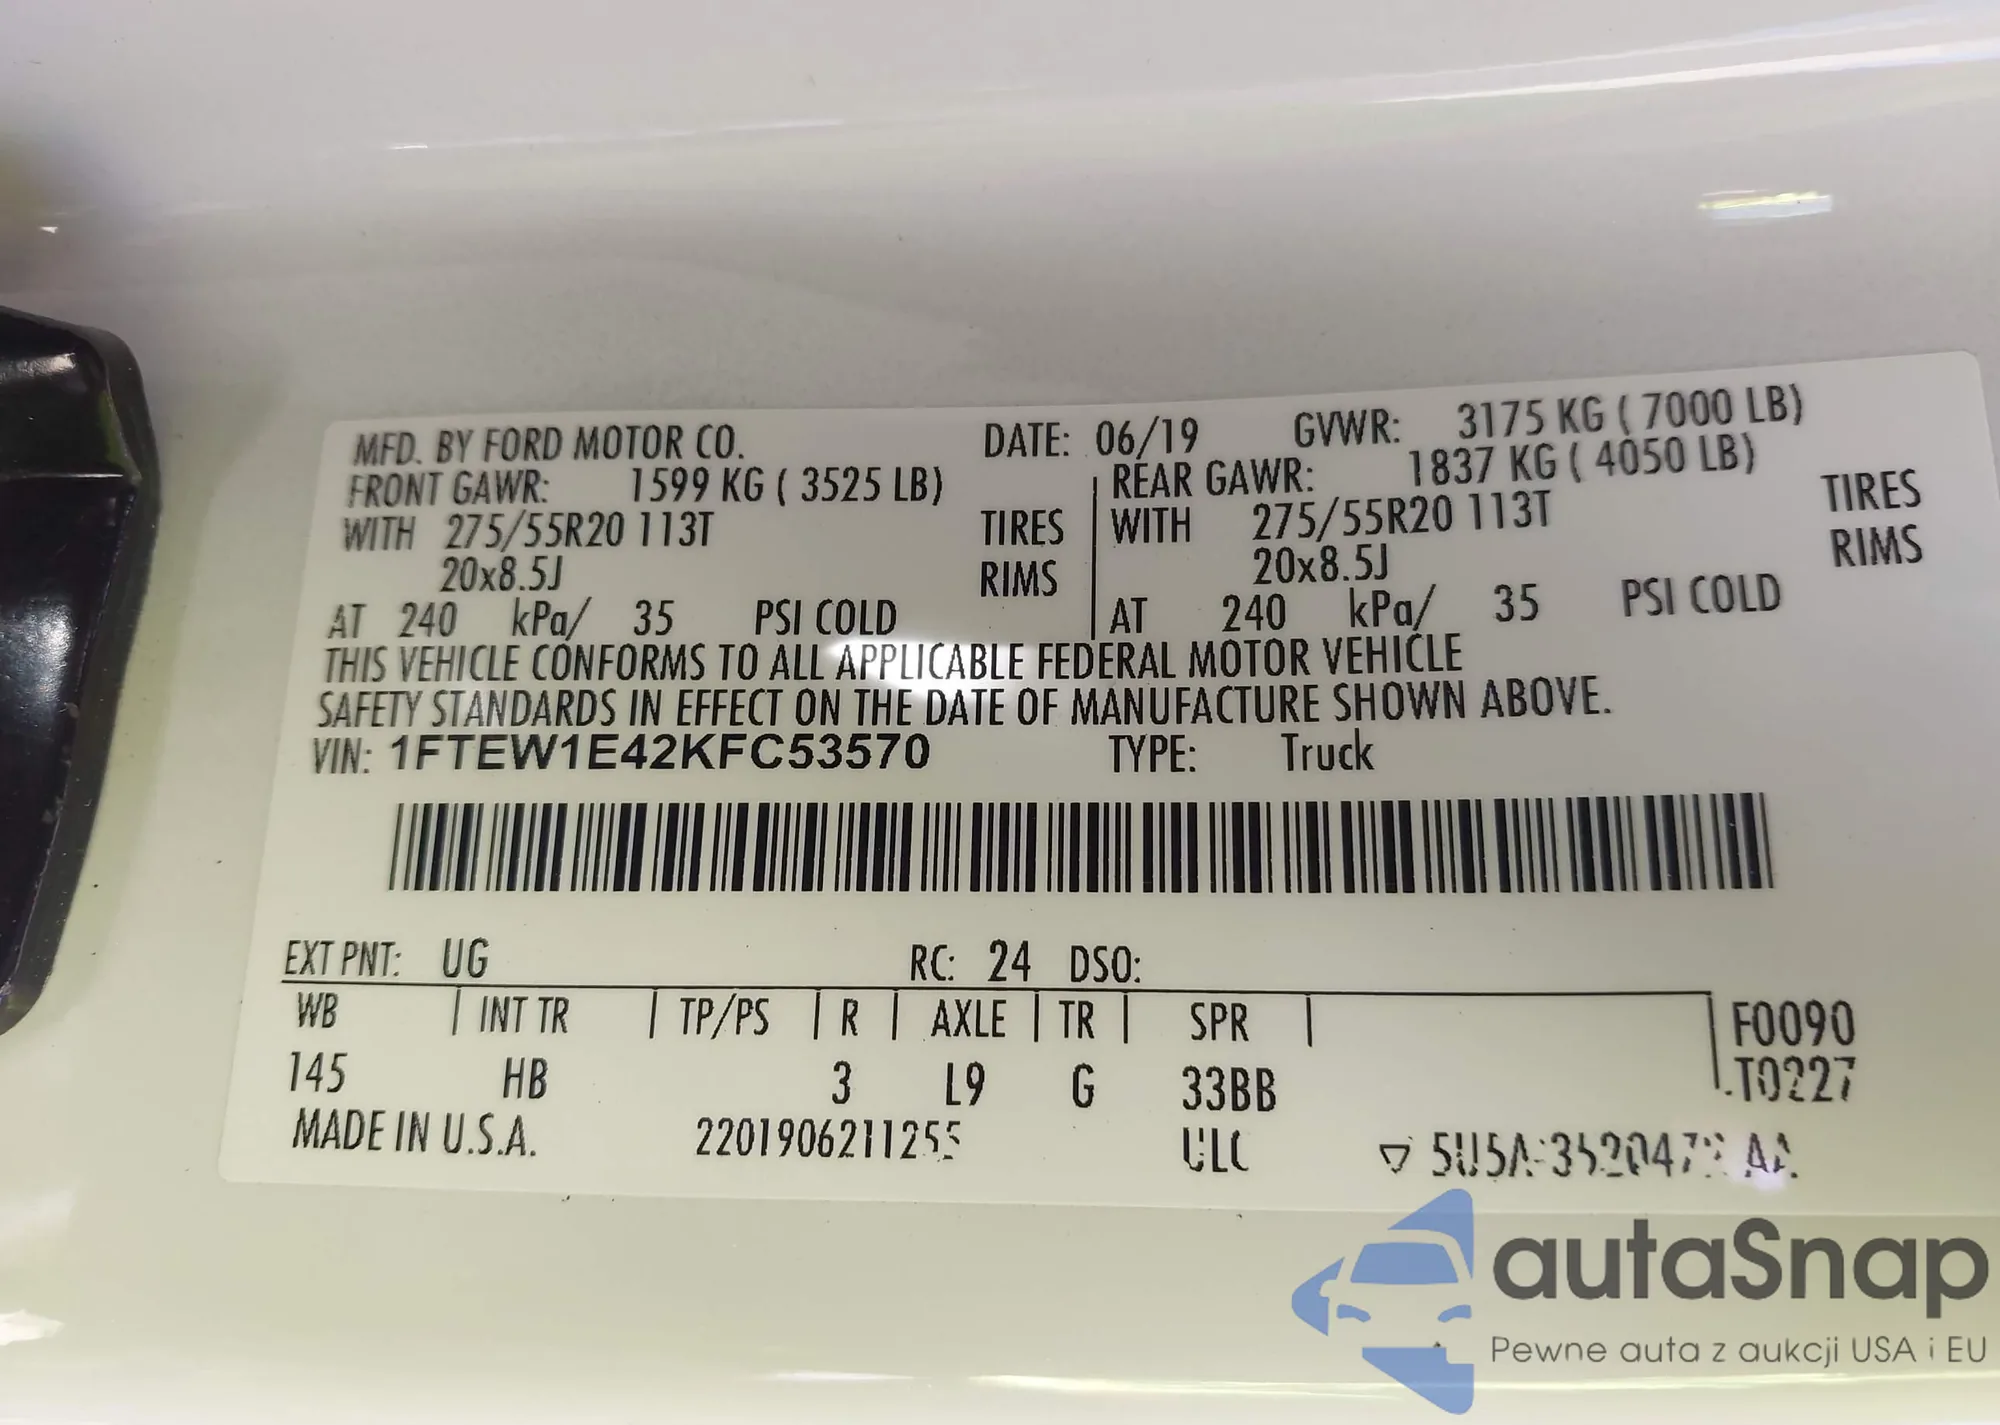 MFD. BY FORD MOTOR CO. DATE: 06/19 GVWR: 3175 KG ( 7000 LB)
FRONT GAWR: 1599 KG ( 3525 LB) REAR GAWR: 1837 KG ( 4050 LB)
WITH 275/55R20 113T TIRES WITH 275/55R20 113T TIRES
20x8.5J RIMS 20x8.5J RIMS
AT 240 kPa/ 35 PSI COLD AT 240 kPa/ 35 PSI COLD
THIS VEHICLE CONFORMS TO ALL APPLICABLE FEDERAL MOTOR VEHICLE
SAFETY STANDARDS IN EFFECT ON THE DATE OF MANUFACTURE SHOWN ABOVE.
VIN: 1FTEW1E42KFC53570 TYPE: Truck
EXT PNT: UG RC: 24 DSO:
WB INT TR TP/PS R AXLE TR SPR F0090
145 HB 3 L9 G 33BB T0227
MADE IN U.S.A. 2201906211255 ULC
autaSnap
Pewne auta z aukcji USA i EU